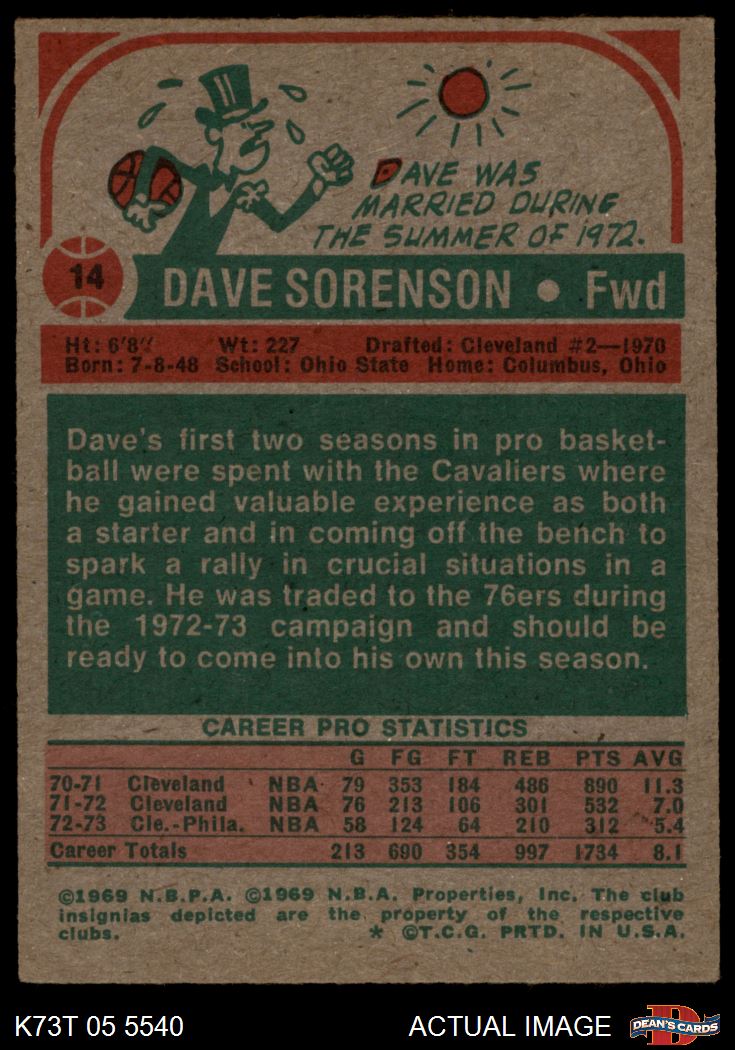 DAVE WAS
MARRIED DURING
THE SUMMER OF 1972.
14
DAVE SORENSON • Fwd
Ht: 6'8" Wt: 227 Drafted: Cleveland #2—1970
Born: 7-8-48 School: Ohio State Home: Columbus, Ohio
Dave's first two seasons in pro basket-
ball were spent with the Cavaliers where
he gained valuable experience as both
a starter and in coming off the bench to
spark a rally in crucial situations in a
game. He was traded to the 76ers during
the 1972-73 campaign and should be
ready to come into his own this season.
CAREER PRO STATISTICS
G FG FT REB PTS AVG
70-71 Cleveland NBA 79 353 184 486 890 11.3
71-72 Cleveland NBA 76 213 106 301 532 7.0
72-73 Cle.-Phila. NBA 58 124 64 210 312 5.4
Career Totals 213 690 354 997 1734 8.1
©1969 N.B.P.A. ©1969 N.B.A. Properties, Inc. The club
insignias depicted are the property of the respective
clubs. * ©T.C.G. PRTD. IN U.S.A.
K73T 05 5540 ACTUAL IMAGE
DEAN'S CARDS